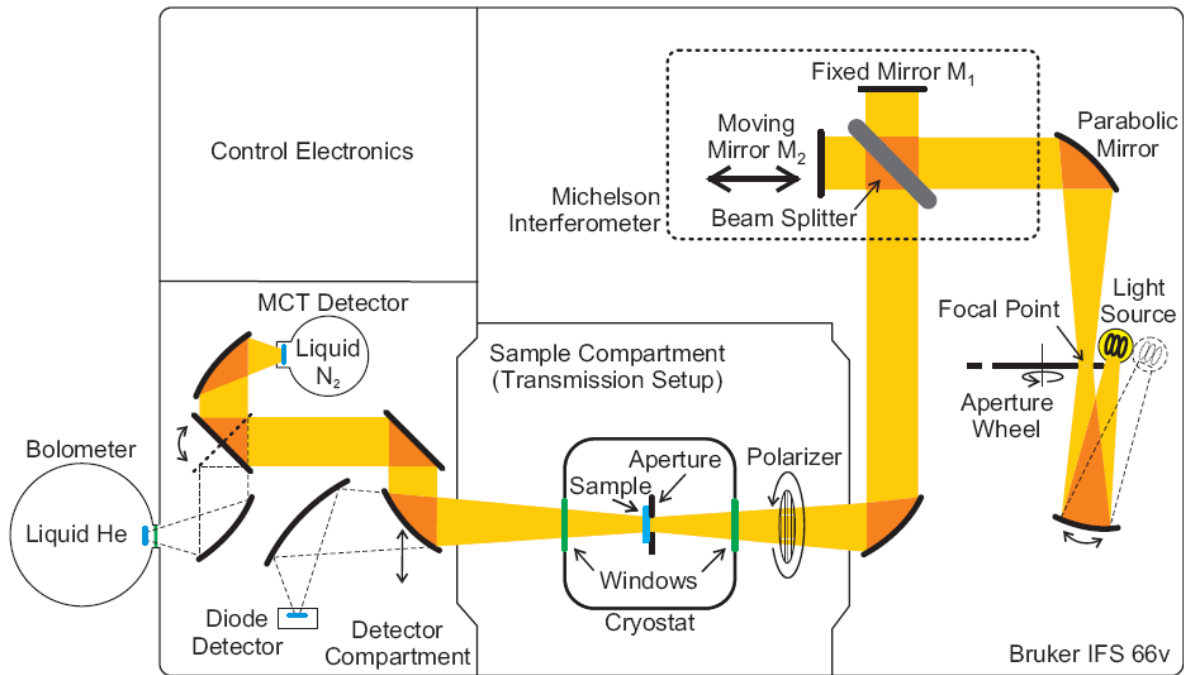 Control Electronics
Fixed Mirror M₁
Moving
Mirror M₂
Parabolic
Mirror
Michelson
Interferometer
Beam Splitter
MCT Detector
Liquid
N₂
Focal Point
Light
Source
Sample Compartment
(Transmission Setup)
Aperture
Wheel
Bolometer
Liquid He
Aperture
Sample
Polarizer
Windows
Cryostat
Diode
Detector
Detector
Compartment
Bruker IFS 66v